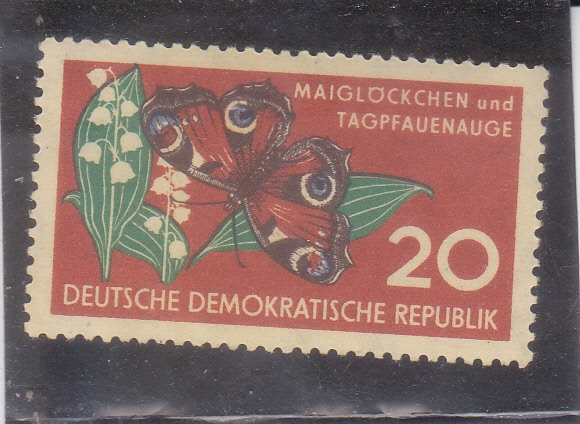 MAIGLÖCKCHEN und
TAGPFAUENAUGE
20
DEUTSCHE DEMOKRATISCHE REPUBLIK